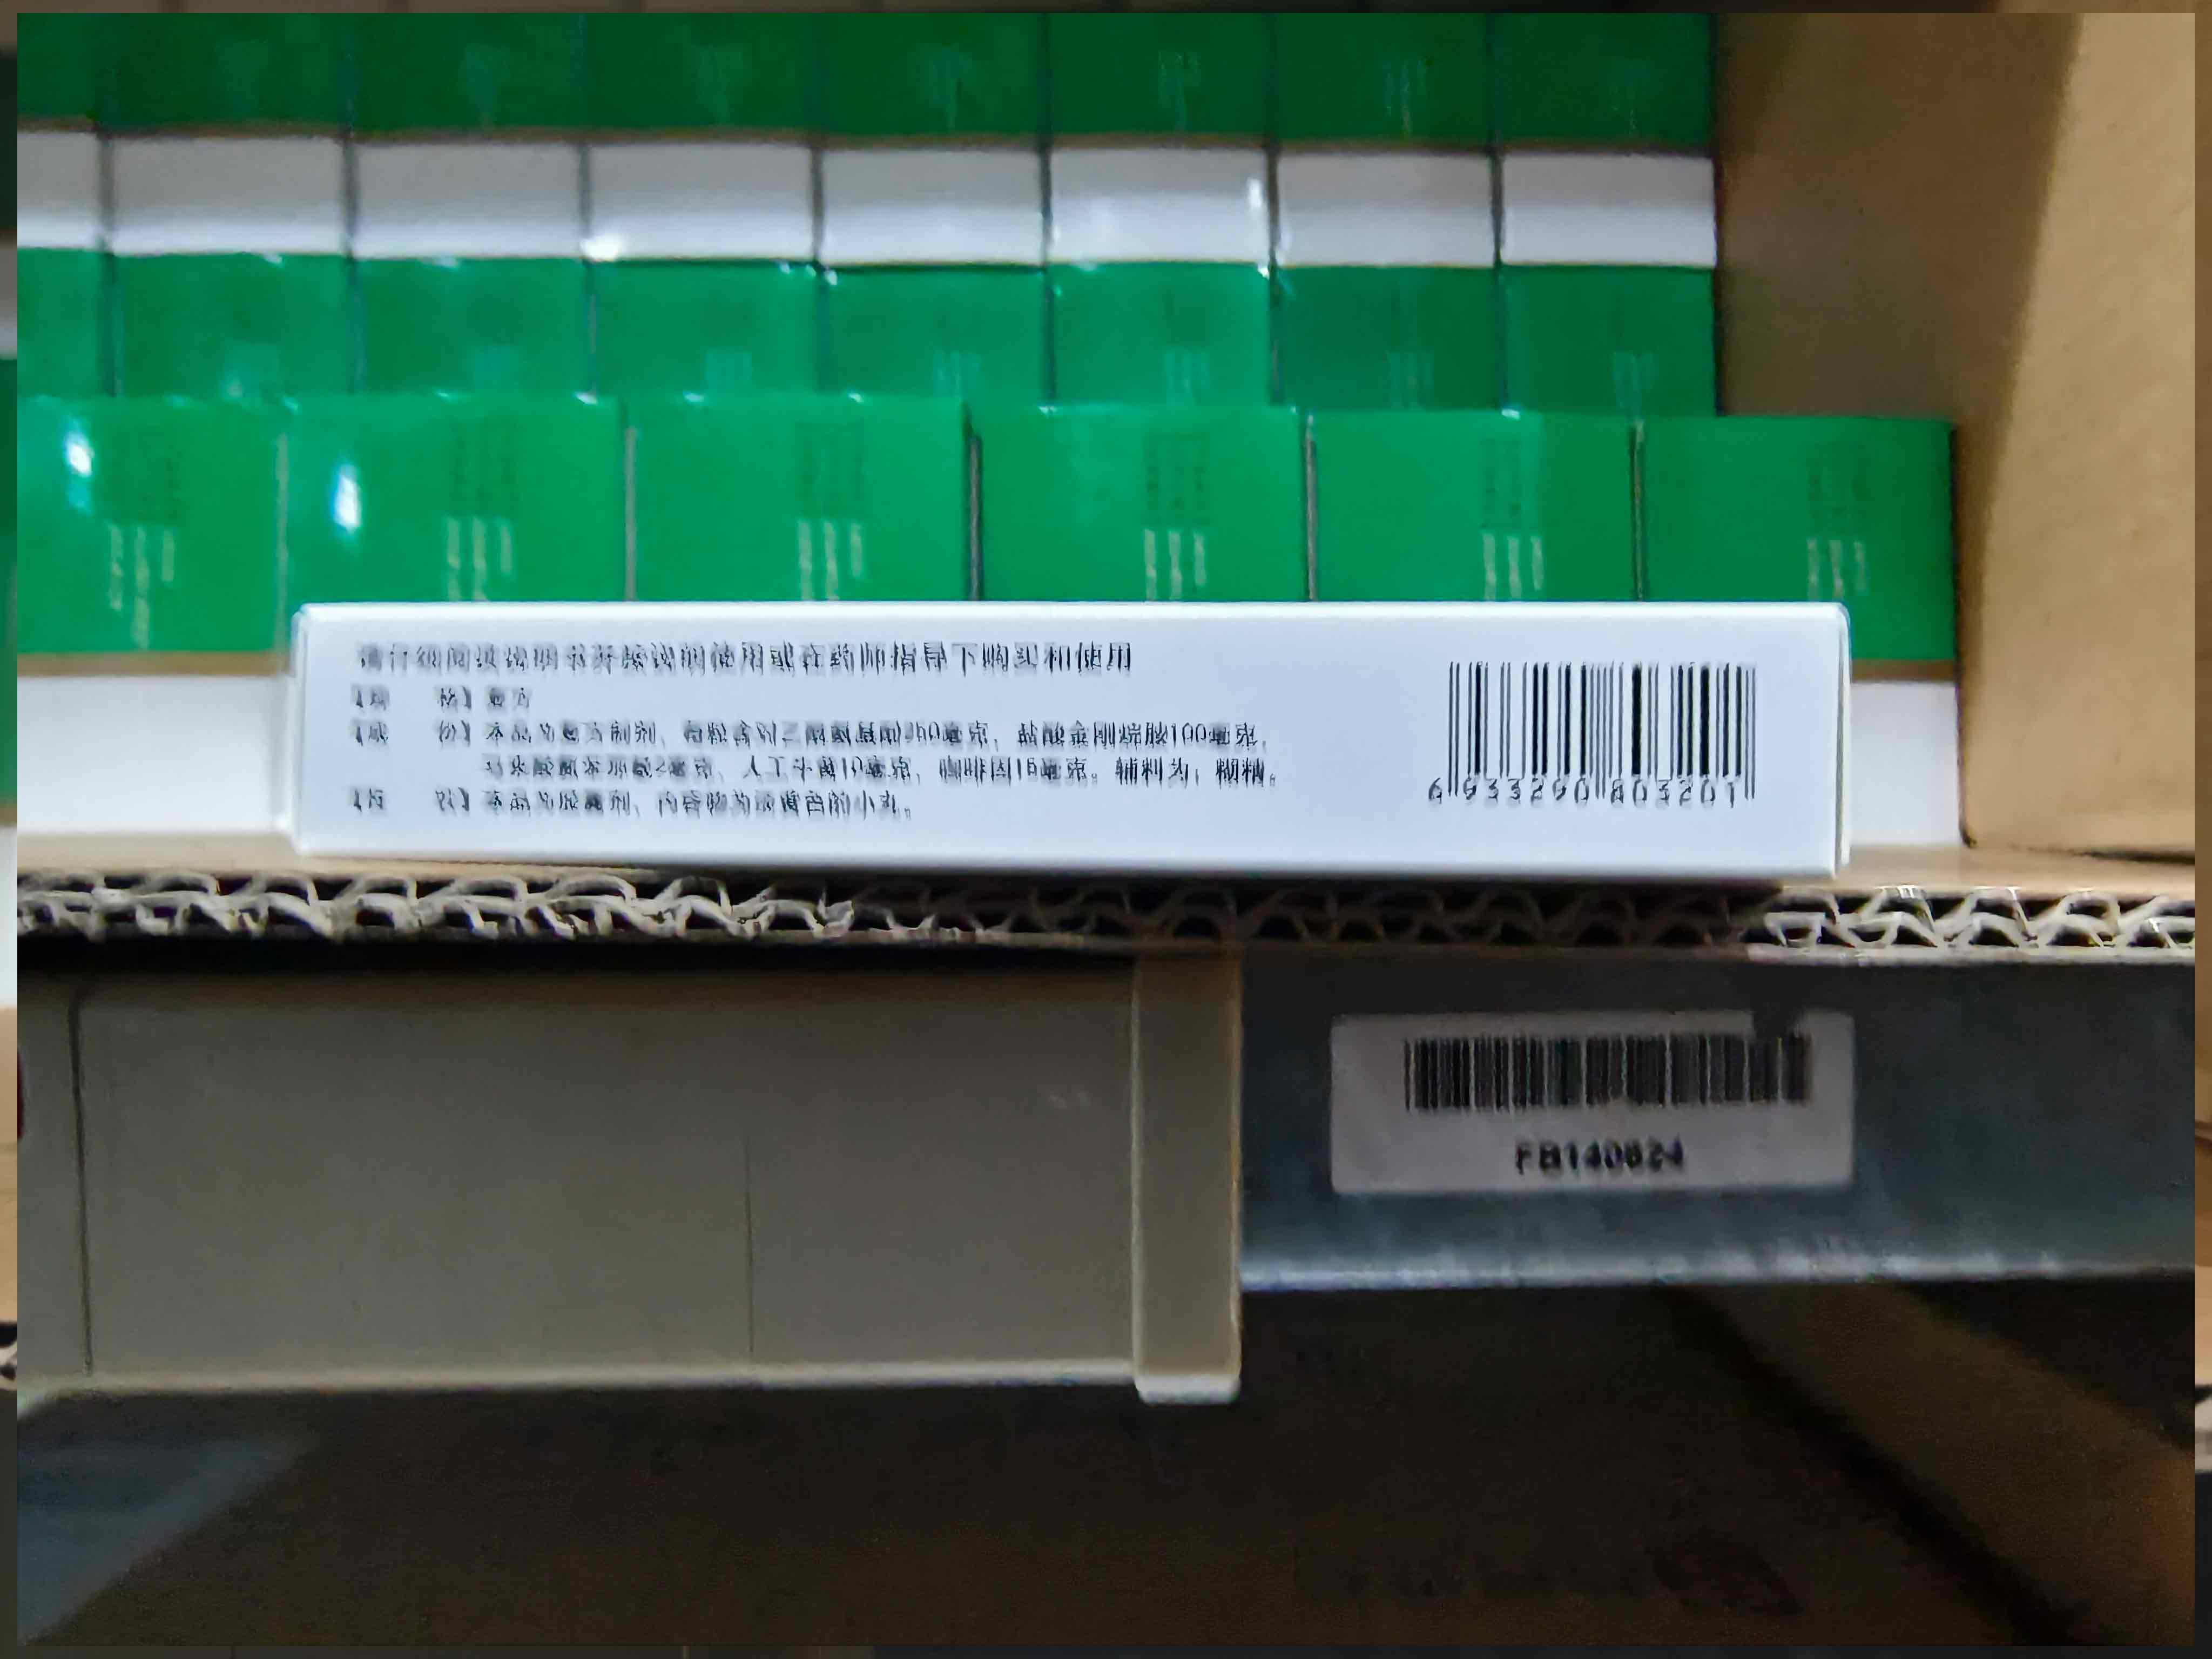 请仔细阅读说明书并按说明使用或在药师指导下购买和使用
【规 格】复方
【成 份】本品为复方制剂，每粒含对乙酰氨基酚250毫克，盐酸金刚烷胺100毫克，
马来酸氯苯那敏2毫克，人工牛黄10毫克，咖啡因15毫克。辅料为：糊精。
【性 状】本品为胶囊剂，内容物为淡黄色的小丸。
6 933290 803201
FB140824